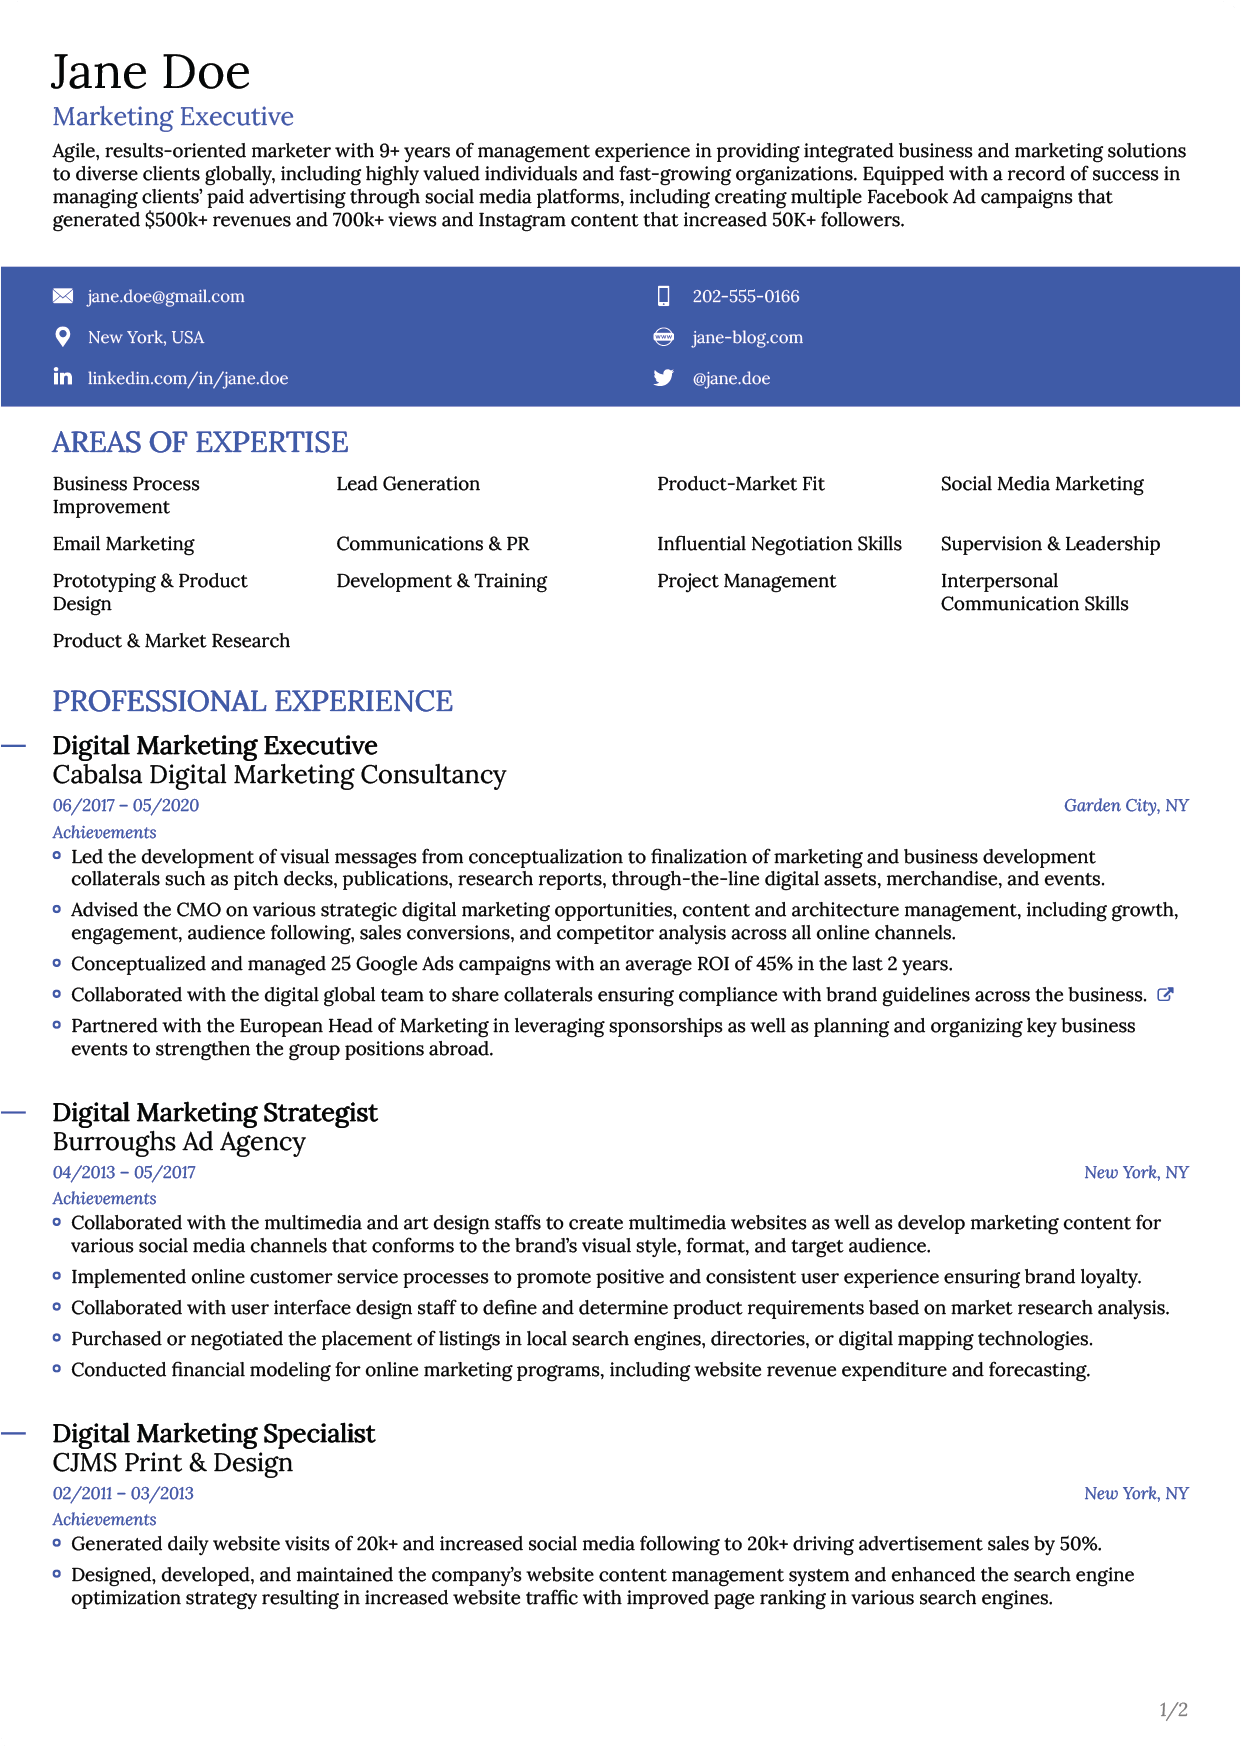 Jane Doe
Marketing Executive
Agile, results-oriented marketer with 9+ years of management experience in providing integrated business and marketing solutions
to diverse clients globally, including highly valued individuals and fast-growing organizations. Equipped with a record of success in
managing clients’ paid advertising through social media platforms, including creating multiple Facebook Ad campaigns that
generated $500k+ revenues and 700k+ views and Instagram content that increased 50K+ followers.
jane.doe@gmail.com
202-555-0166
New York, USA
www jane-blog.com
in linkedin.com/in/jane.doe
@jane.doe
AREAS OF EXPERTISE
Business Process
Improvement
Lead Generation
Product-Market Fit
Social Media Marketing
Email Marketing
Communications & PR
Influential Negotiation Skills
Supervision & Leadership
Prototyping & Product
Design
Development & Training
Project Management
Interpersonal
Communication Skills
Product & Market Research
PROFESSIONAL EXPERIENCE
Digital Marketing Executive
Cabalsa Digital Marketing Consultancy
06/2017 – 05/2020
Garden City, NY
Achievements
Led the development of visual messages from conceptualization to finalization of marketing and business development
collaterals such as pitch decks, publications, research reports, through-the-line digital assets, merchandise, and events.
Advised the CMO on various strategic digital marketing opportunities, content and architecture management, including growth,
engagement, audience following, sales conversions, and competitor analysis across all online channels.
Conceptualized and managed 25 Google Ads campaigns with an average ROI of 45% in the last 2 years.
Collaborated with the digital global team to share collaterals ensuring compliance with brand guidelines across the business.
Partnered with the European Head of Marketing in leveraging sponsorships as well as planning and organizing key business
events to strengthen the group positions abroad.
Digital Marketing Strategist
Burroughs Ad Agency
04/2013 – 05/2017
New York, NY
Achievements
Collaborated with the multimedia and art design staffs to create multimedia websites as well as develop marketing content for
various social media channels that conforms to the brand’s visual style, format, and target audience.
Implemented online customer service processes to promote positive and consistent user experience ensuring brand loyalty.
Collaborated with user interface design staff to define and determine product requirements based on market research analysis.
Purchased or negotiated the placement of listings in local search engines, directories, or digital mapping technologies.
Conducted financial modeling for online marketing programs, including website revenue expenditure and forecasting.
Digital Marketing Specialist
CJMS Print & Design
02/2011 – 03/2013
New York, NY
Achievements
Generated daily website visits of 20k+ and increased social media following to 20k+ driving advertisement sales by 50%.
Designed, developed, and maintained the company’s website content management system and enhanced the search engine
optimization strategy resulting in increased website traffic with improved page ranking in various search engines.
1/2